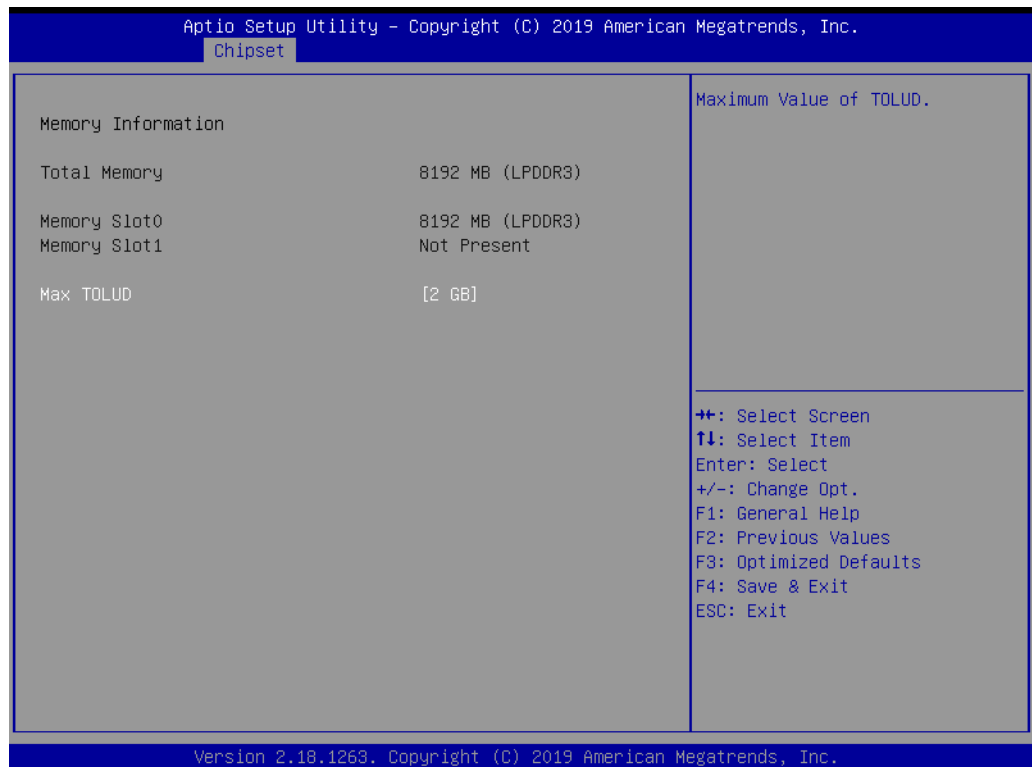 Aptio Setup Utility – Copyright (C) 2019 American Megatrends, Inc.
Chipset
Memory Information
Total Memory 8192 MB (LPDDR3)
Memory Slot0 8192 MB (LPDDR3)
Memory Slot1 Not Present
Max TOLUD [2 GB]
Maximum Value of TOLUD.
→←: Select Screen
↑↓: Select Item
Enter: Select
+/-: Change Opt.
F1: General Help
F2: Previous Values
F3: Optimized Defaults
F4: Save & Exit
ESC: Exit
Version 2.18.1263. Copyright (C) 2019 American Megatrends, Inc.